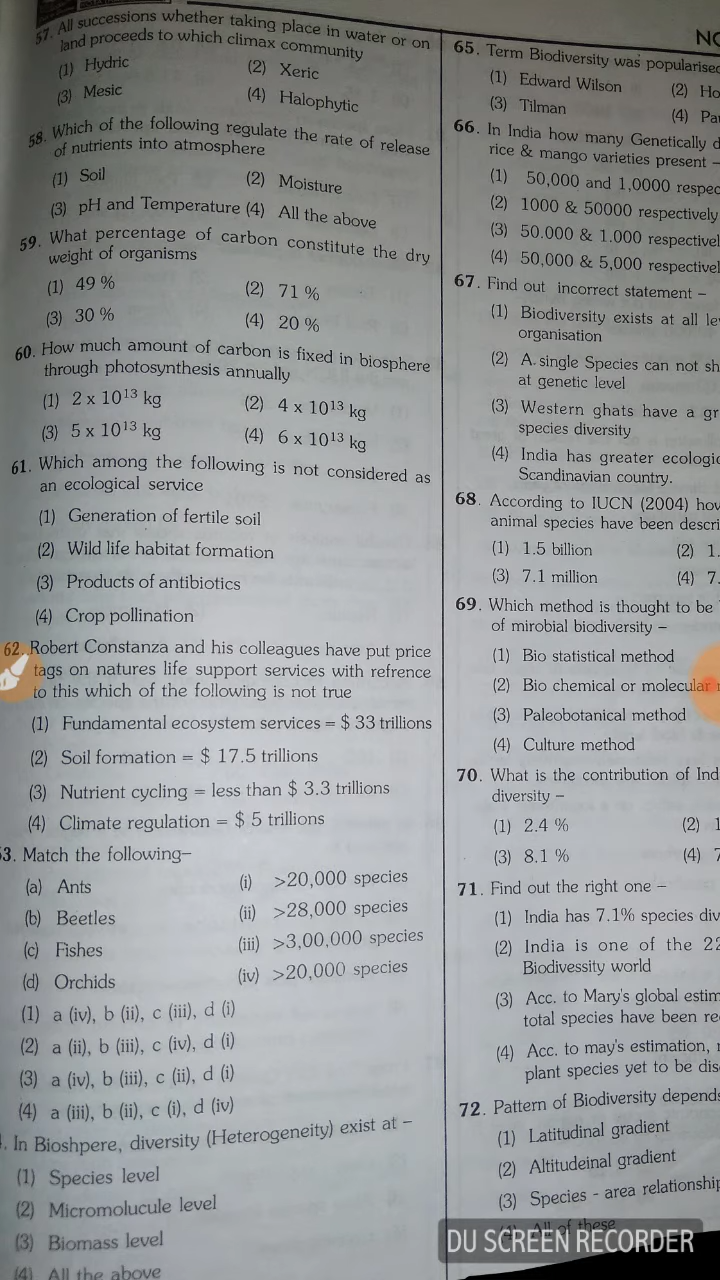 57. All successions whether taking place in water or on
land proceeds to which climax community
(1) Hydric (2) Xeric
(3) Mesic (4) Halophytic
58. Which of the following regulate the rate of release
of nutrients into atmosphere
(1) Soil (2) Moisture
(3) pH and Temperature (4) All the above
59. What percentage of carbon constitute the dry
weight of organisms
(1) 49 % (2) 71 %
(3) 30 % (4) 20 %
60. How much amount of carbon is fixed in biosphere
through photosynthesis annually
(1) 2 x 10¹³ kg (2) 4 x 10¹³ kg
(3) 5 x 10¹³ kg (4) 6 x 10¹³ kg
61. Which among the following is not considered as
an ecological service
(1) Generation of fertile soil
(2) Wild life habitat formation
(3) Products of antibiotics
(4) Crop pollination
62. Robert Constanza and his colleagues have put price
tags on natures life support services with refrence
to this which of the following is not true
(1) Fundamental ecosystem services = $ 33 trillions
(2) Soil formation = $ 17.5 trillions
(3) Nutrient cycling = less than $ 3.3 trillions
(4) Climate regulation = $ 5 trillions
3. Match the following–
(a) Ants (i) >20,000 species
(b) Beetles (ii) >28,000 species
(c) Fishes (iii) >3,00,000 species
(d) Orchids (iv) >20,000 species
(1) a (iv), b (ii), c (iii), d (i)
(2) a (ii), b (iii), c (iv), d (i)
(3) a (iv), b (iii), c (ii), d (i)
(4) a (iii), b (ii), c (i), d (iv)
. In Bioshpere, diversity (Heterogeneity) exist at –
(1) Species level
(2) Micromolucule level
(3) Biomass level
(4) All the above
NO
65. Term Biodiversity was popularised
(1) Edward Wilson (2) Ho
(3) Tilman (4) Pa
66. In India how many Genetically d
rice & mango varieties present –
(1) 50,000 and 1,0000 respec
(2) 1000 & 50000 respectively
(3) 50.000 & 1.000 respectivel
(4) 50,000 & 5,000 respectivel
67. Find out incorrect statement –
(1) Biodiversity exists at all le
organisation
(2) A. single Species can not sh
at genetic level
(3) Western ghats have a gr
species diversity
(4) India has greater ecologic
Scandinavian country.
68. According to IUCN (2004) how
animal species have been descri
(1) 1.5 billion (2) 1.
(3) 7.1 million (4) 7.
69. Which method is thought to be
of mirobial biodiversity –
(1) Bio statistical method
(2) Bio chemical or molecular
(3) Paleobotanical method
(4) Culture method
70. What is the contribution of Ind
diversity –
(1) 2.4 % (2) 1
(3) 8.1 % (4) 7
71. Find out the right one –
(1) India has 7.1% species div
(2) India is one of the 22
Biodivessity world
(3) Acc. to Mary's global estim
total species have been re
(4) Acc. to may's estimation,
plant species yet to be dis
72. Pattern of Biodiversity depends
(1) Latitudinal gradient
(2) Altitudeinal gradient
(3) Species - area relationship
(4) All of these
DU SCREEN RECORDER